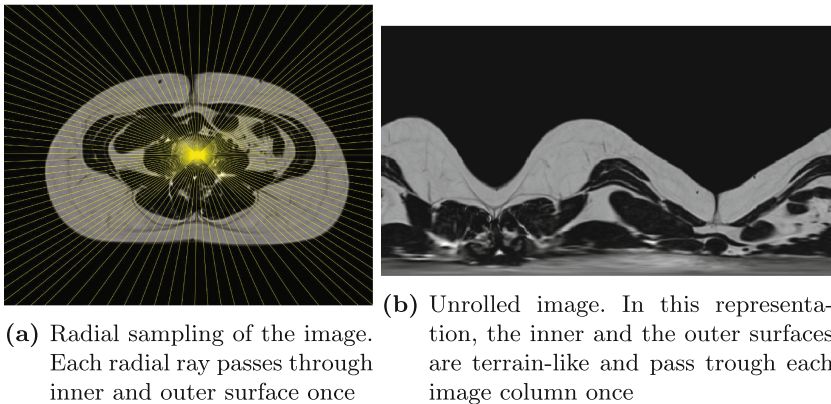 (a) Radial sampling of the image.
Each radial ray passes through
inner and outer surface once
(b) Unrolled image. In this representa-
tion, the inner and the outer surfaces
are terrain-like and pass trough each
image column once